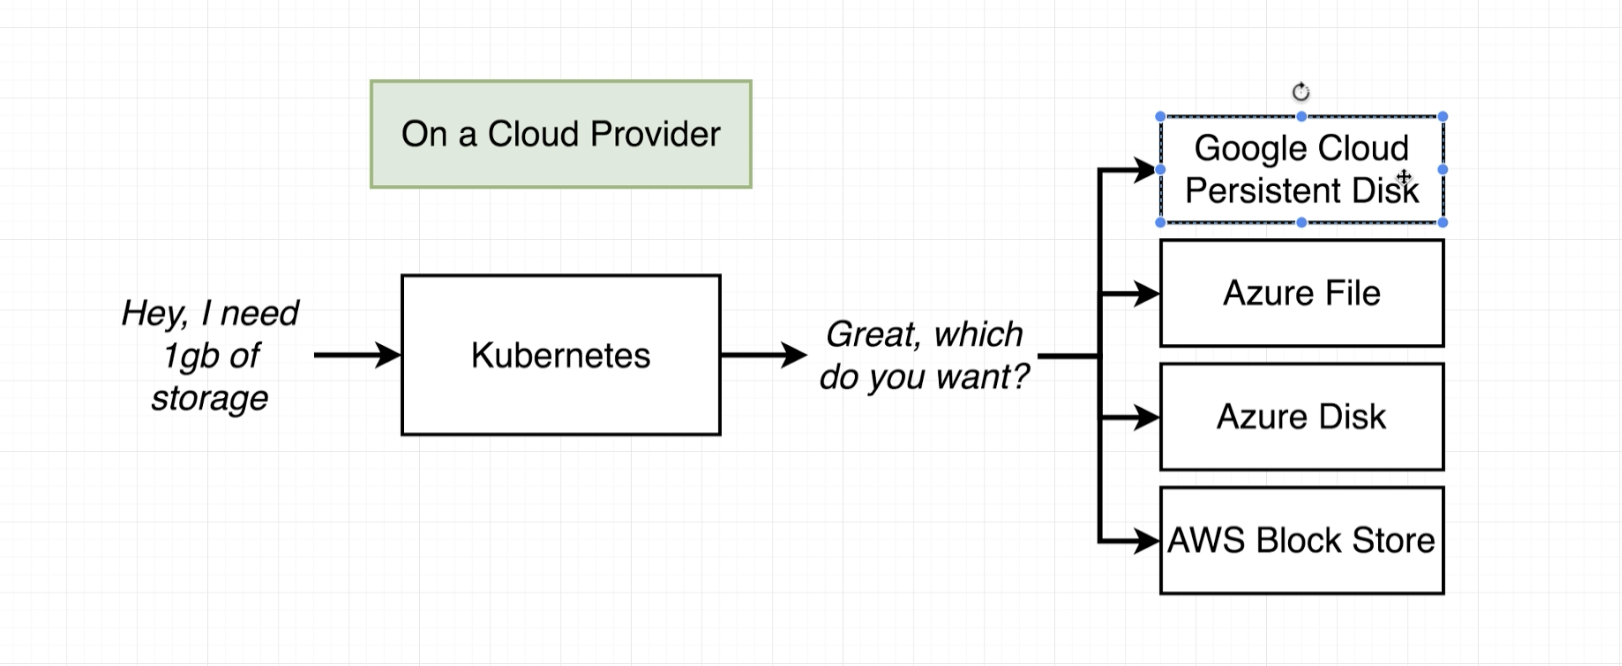 On a Cloud Provider
Hey, I need
1gb of
storage
Kubernetes
Great, which
do you want?
Google Cloud
Persistent Disk
Azure File
Azure Disk
AWS Block Store